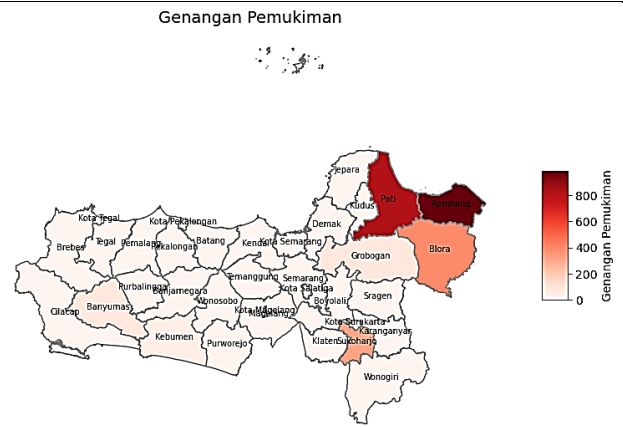 Genangan Pemukiman
Jepara
Pati
Rembang
Kudus
Kota Tegal
Kota Pekalongan
Demak
Brebes
Tegal
Pemalang
Pekalongan
Batang
Kendal
Kota Semarang
Blora
Grobogan
Temanggung
Semarang
Purbalingga
Banjarnegara
Kota Salatiga
Sragen
Wonosobo
Boyolali
Cilacap
Banyumas
Kota Magelang
Magelang
Kota Surakarta
Karanganyar
Kebumen
Purworejo
Klaten
Sukoharjo
Wonogiri
800
600
400
200
0
Genangan Pemukiman